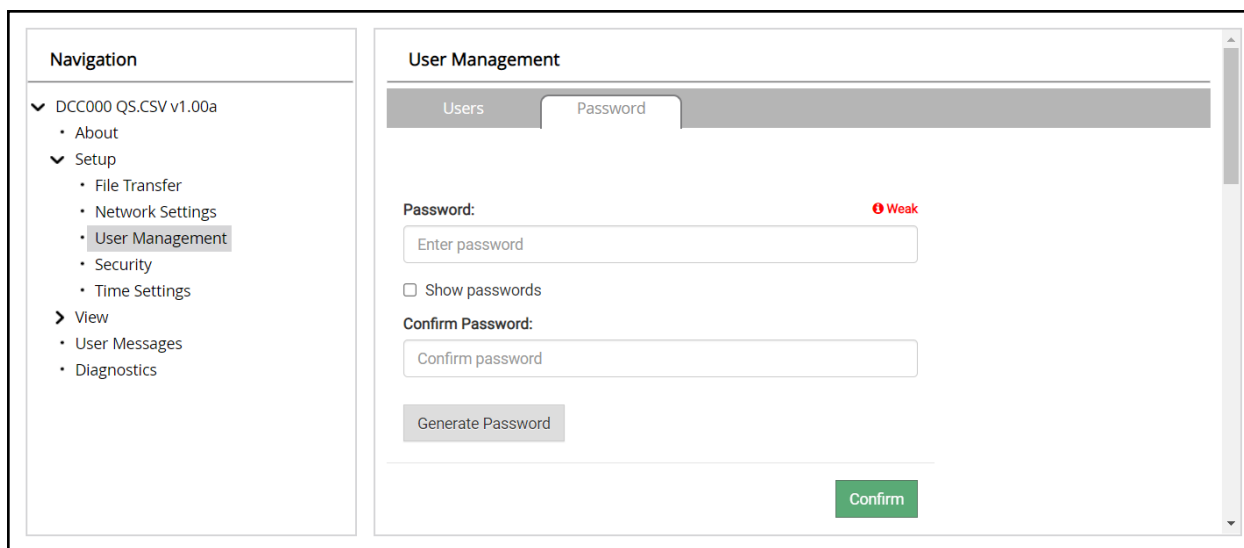 Navigation
DCC000 QS.CSV v1.00a
About
Setup
File Transfer
Network Settings
User Management
Security
Time Settings
View
User Messages
Diagnostics
User Management
Users Password
Password: Weak
Enter password
Show passwords
Confirm Password:
Confirm password
Generate Password
Confirm